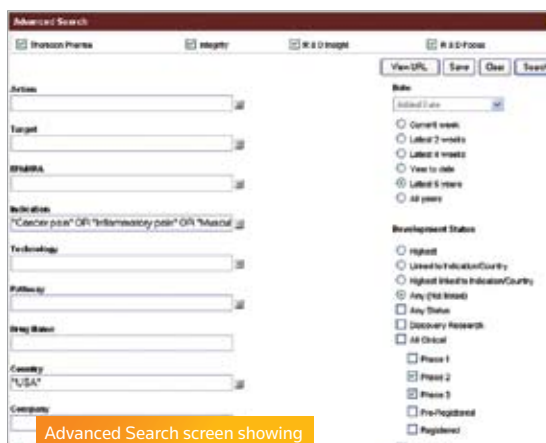 Advanced Search
Thomson Pharma
Integrity
R & D Insight
R & D Focus
View URL
Save
Clear
Search
Action
Date
Added Date
Current week
Target
Latest 2 weeks
Latest 4 weeks
Year to date
EPhMRA
Latest 5 years
All years
Indication
"Cancer pain" OR "Inflammatory pain" OR "Muscul
Development Status
Technology
Highest
Linked to Indication/Country
Highest linked to Indication/Country
Pathway
Any (Not linked)
Any Status
Discovery Research
Drug Name
All Clinical
Phase 1
Country
Phase 2
"USA"
Phase 3
Company
Pre-Registered
Registered
Advanced Search screen showing